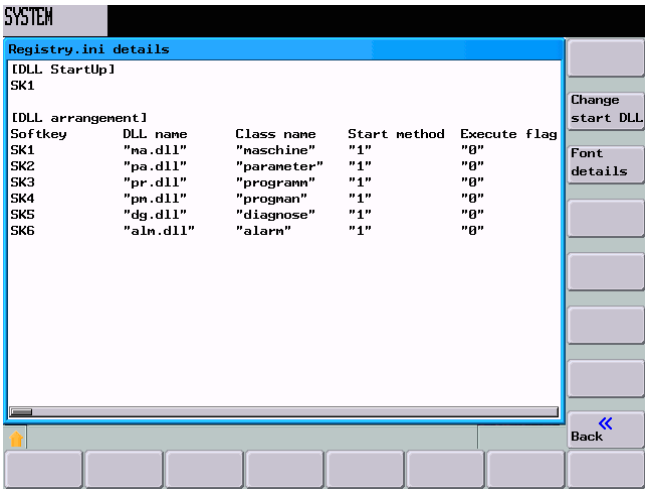 SYSTEM
Registry.ini details
[DLL StartUp]
SK1
[DLL arrangement]
Softkey DLL name Class name Start method Execute flag
SK1 "ma.dll" "maschine" "1" "0"
SK2 "pa.dll" "parameter" "1" "0"
SK3 "pr.dll" "programm" "1" "0"
SK4 "pm.dll" "progman" "1" "0"
SK5 "dg.dll" "diagnose" "1" "0"
SK6 "alm.dll" "alarm" "1" "0"
Change
start DLL
Font
details
Back